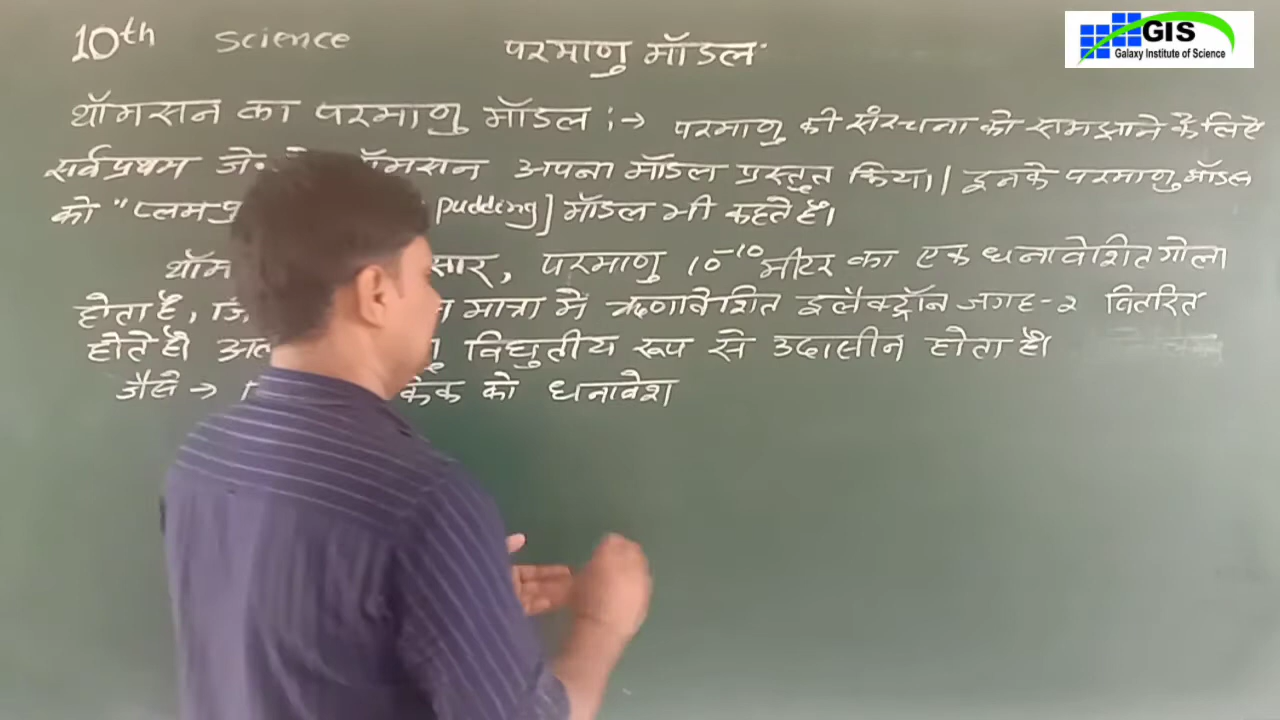 10th Science परमाणु मॉडल
GIS
Galaxy Institute of Science
थॉमसन का परमाणु मॉडल :→ परमाणु की संरचना को समझाने के लिए
सर्वप्रथम जे. थॉमसन अपना मॉडल प्रस्तुत किया। इनके परमाणु मॉडल
को "प्लम pudding] मॉडल भी कहते हैं।
परमाणु 10⁻¹⁰ मीटर का एक धनावेशित गोला
होता है, मात्रा में ऋणावेशित इलैक्ट्रॉन जगह-२ वितरित
होते है। विधुतीय रूप से उदासीन होता है।
जैसे → केक को धनावेश